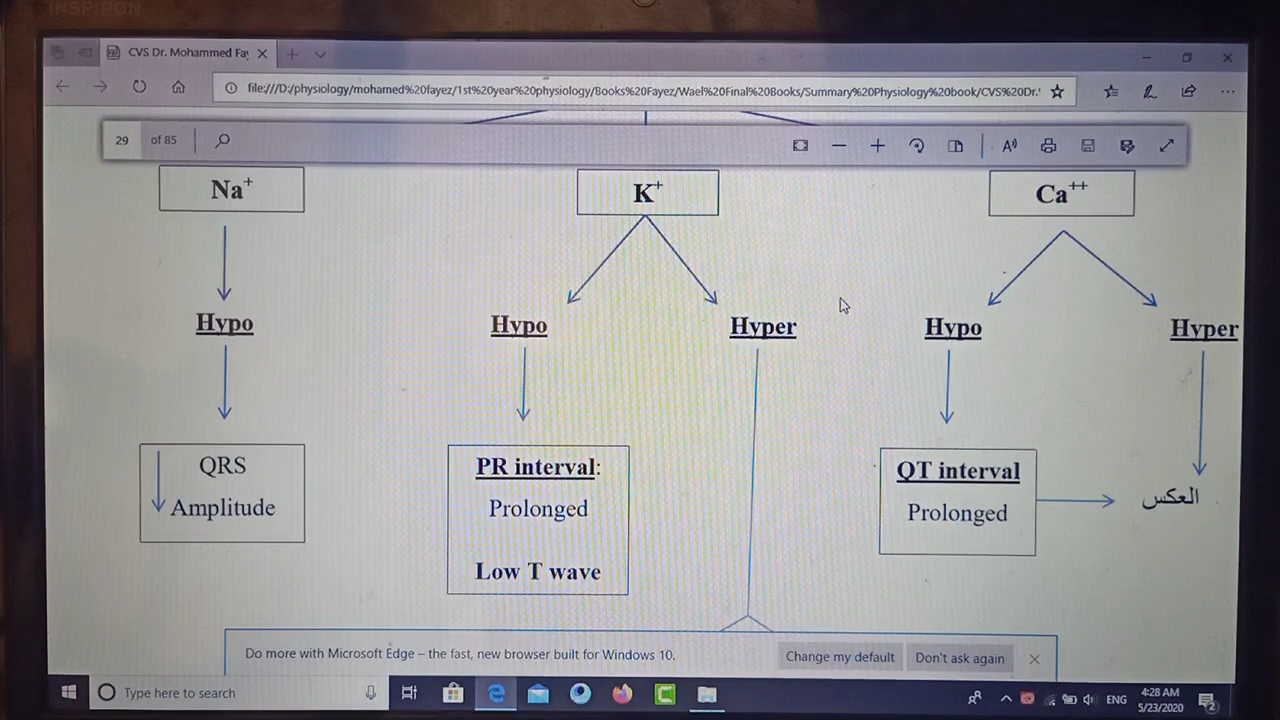 INSPIRON
CVS Dr. Mohammed Fay
file:///D:/physiology/mohamed%20fayez/1st%20year%20physiology/Books%20Fayez/Wael%20Final%20Books/Summary%20Physiology%20book/CVS%20Dr.
29 of 85
Na+
K+
Ca++
Hypo
Hypo
Hyper
Hypo
Hyper
QRS
Amplitude
PR interval:
Prolonged
Low T wave
QT interval
Prolonged
العكس
Do more with Microsoft Edge – the fast, new browser built for Windows 10.
Change my default
Don't ask again
Type here to search
ENG
4:28 AM
5/23/2020
2